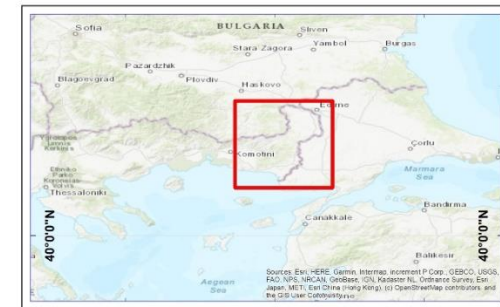 BULGARIA
Sofia
Sliven
Stara Zagora
Yambol
Burgas
Pazardzhik
Blagoevgrad
Plovdiv
Haskovo
Edirne
Komotini
Çorlu
Ethniko
Parko
Thessaloniki
Marmara
Sea
Bandirma
Canakkale
40°0'0"N
40°0'0"N
Balikesir
Aegean
Sea
Sources: Esri, HERE, Garmin, Intermap, increment P Corp., GEBCO, USGS,
FAO, NPS, NRCAN, GeoBase, IGN, Kadaster NL, Ordnance Survey, Esri
Japan, METI, Esri China (Hong Kong), (c) OpenStreetMap contributors, and
the GIS User Community